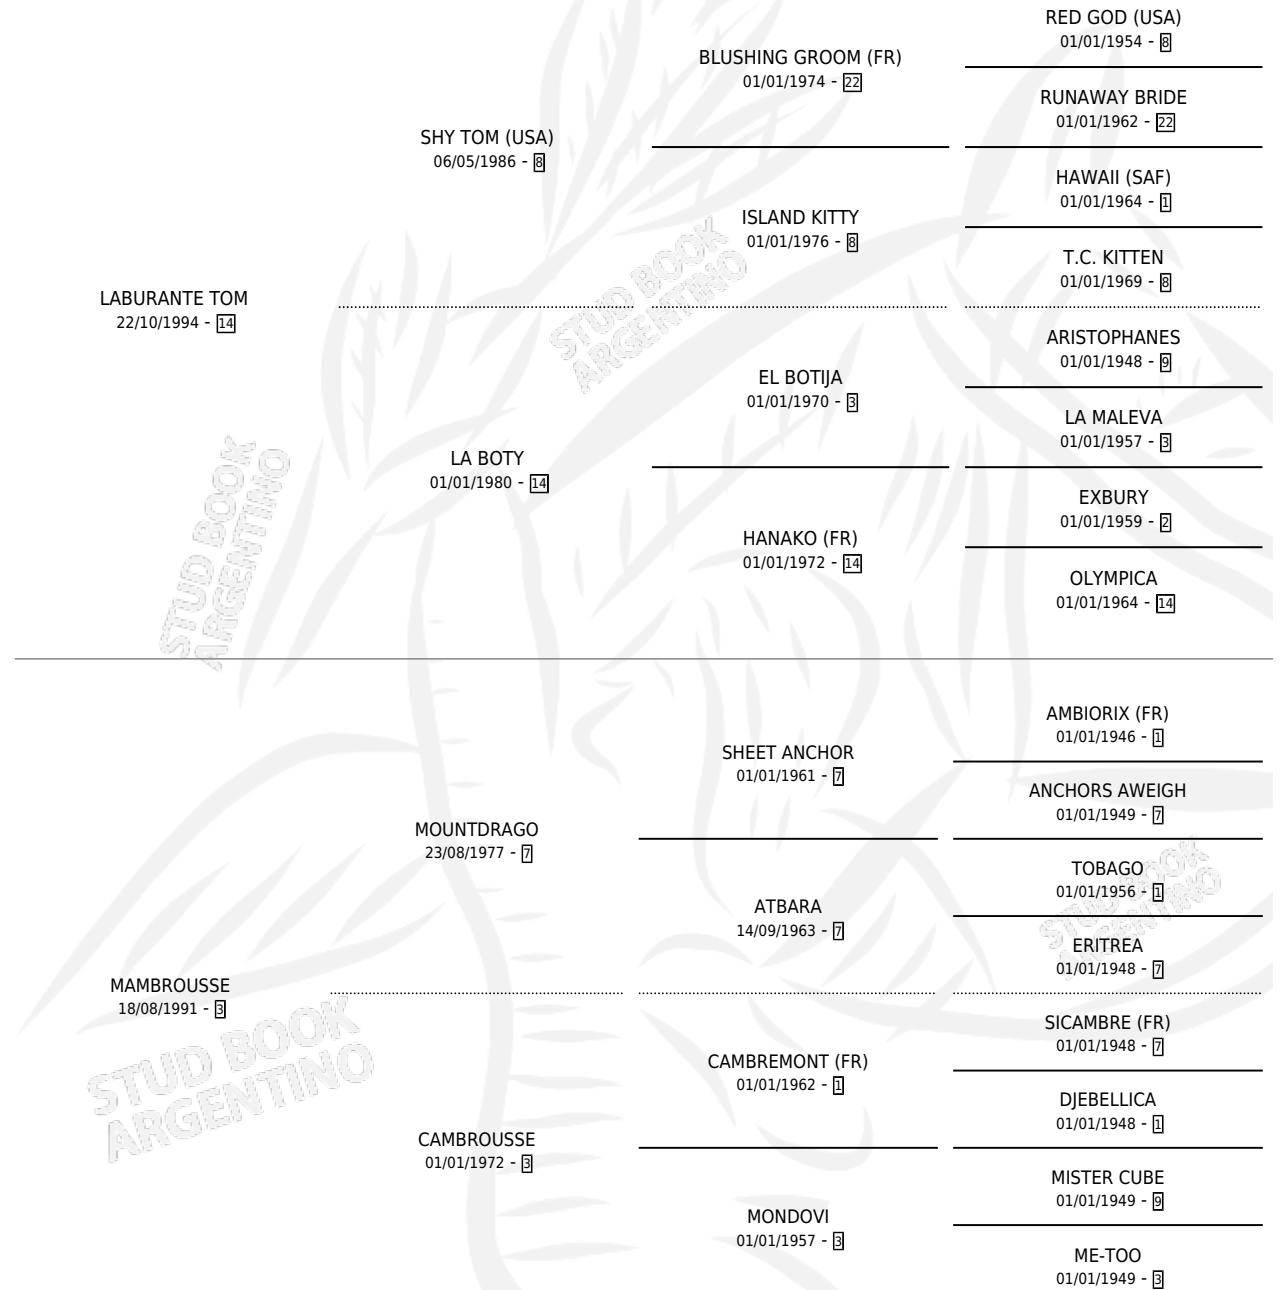 RED GOD (USA)
01/01/1954 - 8
BLUSHING GROOM (FR)
01/01/1974 - 22
RUNAWAY BRIDE
01/01/1962 - 22
SHY TOM (USA)
06/05/1986 - 8
HAWAII (SAF)
01/01/1964 - 1
ISLAND KITTY
01/01/1976 - 8
T.C. KITTEN
01/01/1969 - 8
STUD BOOK
ARGENTINO
LABURANTE TOM
22/10/1994 - 14
ARISTOPHANES
01/01/1948 - 9
EL BOTIJA
01/01/1970 - 3
LA MALEVA
01/01/1957 - 3
LA BOTY
01/01/1980 - 14
EXBURY
01/01/1959 - 2
HANAKO (FR)
01/01/1972 - 14
OLYMPICA
01/01/1964 - 14
STUD BOOK
ARGENTINO
AMBIORIX (FR)
01/01/1946 - 1
SHEET ANCHOR
01/01/1961 - 7
ANCHORS AWEIGH
01/01/1949 - 7
MOUNTDRAGO
23/08/1977 - 7
TOBAGO
01/01/1956 - 1
ATBARA
14/09/1963 - 7
STUD BOOK
ARGENTINO
ERITREA
01/01/1948 - 7
MAMBROUSSE
18/08/1991 - 3
SICAMBRE (FR)
01/01/1948 - 7
CAMBREMONT (FR)
01/01/1962 - 1
DJEBELLICA
01/01/1948 - 1
STUD BOOK
ARGENTINO
CAMBROUSSE
01/01/1972 - 3
MISTER CUBE
01/01/1949 - 9
MONDOVI
01/01/1957 - 3
ME-TOO
01/01/1949 - 3